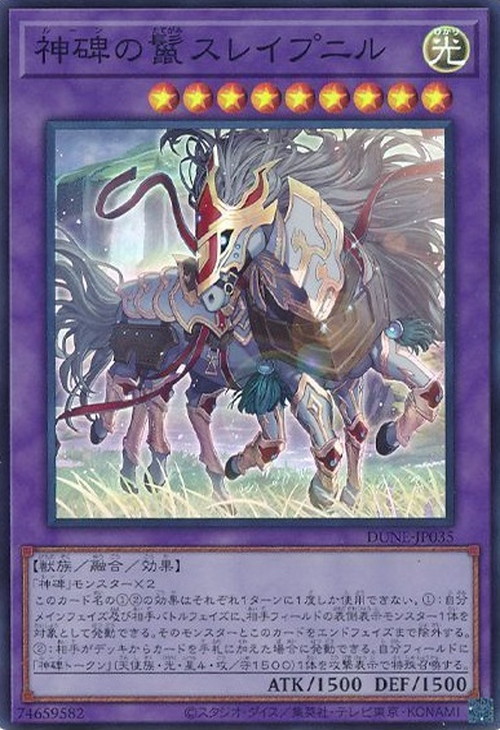 神碑の鬣スレイプニル
光
DUNE-JP035
【獣族／融合／効果】
「神碑」モンスター×２
このカード名の①②の効果はそれぞれ１ターンに１度しか使用できない。①：自分
メインフェイズ及び相手バトルフェイズに、相手フィールドの表側表示モンスター１体を
対象として発動できる。そのモンスターとこのカードをエンドフェイズまで除外する。
②：相手がデッキからカードを手札に加えた場合に発動できる。自分フィールドに
「神碑トークン」（天使族・光・星４・攻／守1500）１体を攻撃表示で特殊召喚する。
ATK/1500 DEF/1500
74659582
©スタジオ・ダイス／集英社・テレビ東京・KONAMI